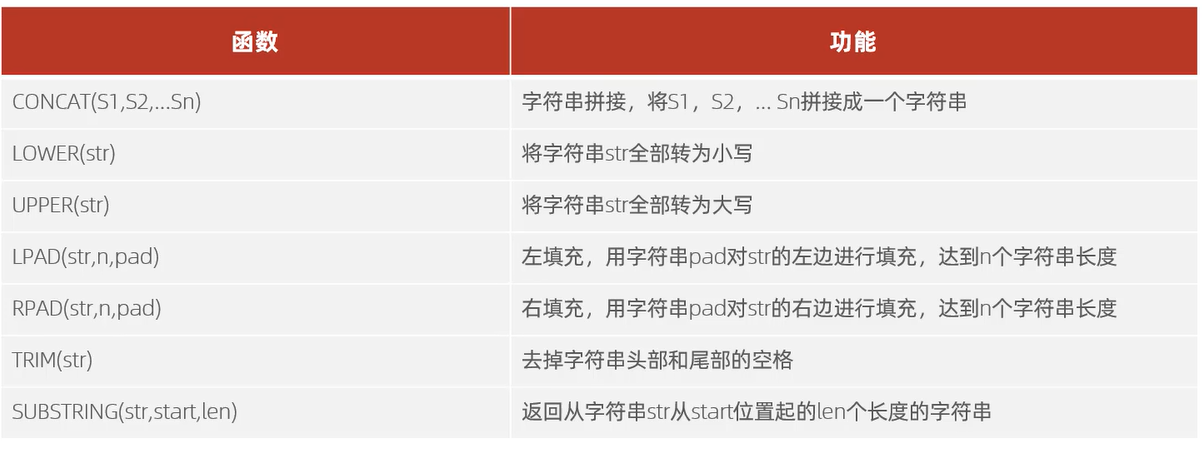 函数 功能
CONCAT(S1,S2,...Sn) 字符串拼接，将S1，S2，... Sn拼接成一个字符串
LOWER(str) 将字符串str全部转为小写
UPPER(str) 将字符串str全部转为大写
LPAD(str,n,pad) 左填充，用字符串pad对str的左边进行填充，达到n个字符串长度
RPAD(str,n,pad) 右填充，用字符串pad对str的右边进行填充，达到n个字符串长度
TRIM(str) 去掉字符串头部和尾部的空格
SUBSTRING(str,start,len) 返回从字符串str从start位置起的len个长度的字符串